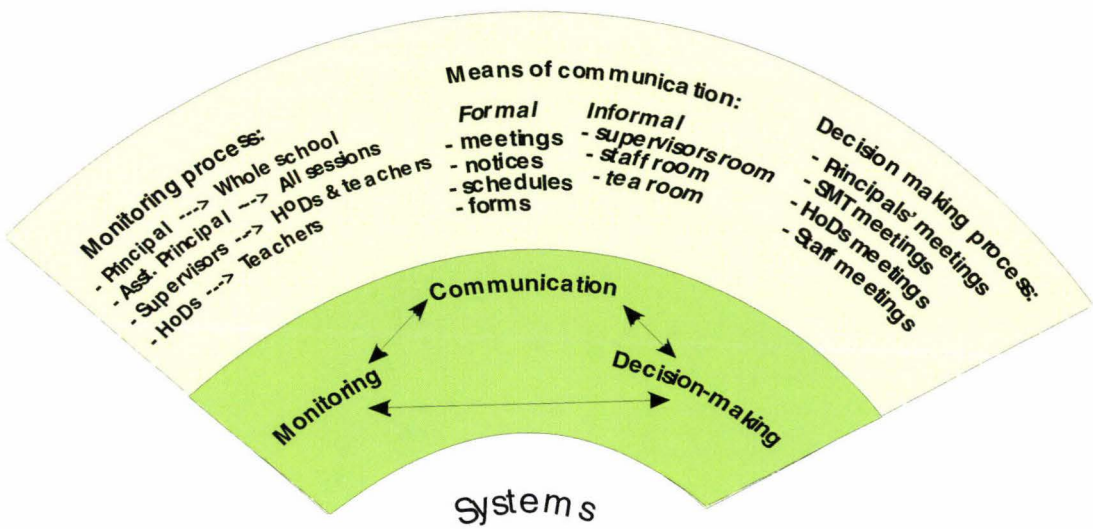 Monitoring process:
- Principal ---> Whole school
- Asst. Principal ---> All sessions
- Supervisors ---> HoDs & teachers
- HoDs ---> Teachers
Means of communication:
Formal
- meetings
- notices
- schedules
- forms
Informal
- supervisors room
- staff room
- tea room
Decision making process:
- Principals' meetings
- SMT meetings
- HoDs meetings
- Staff meetings
Communication
Monitoring
Decision-making
Systems